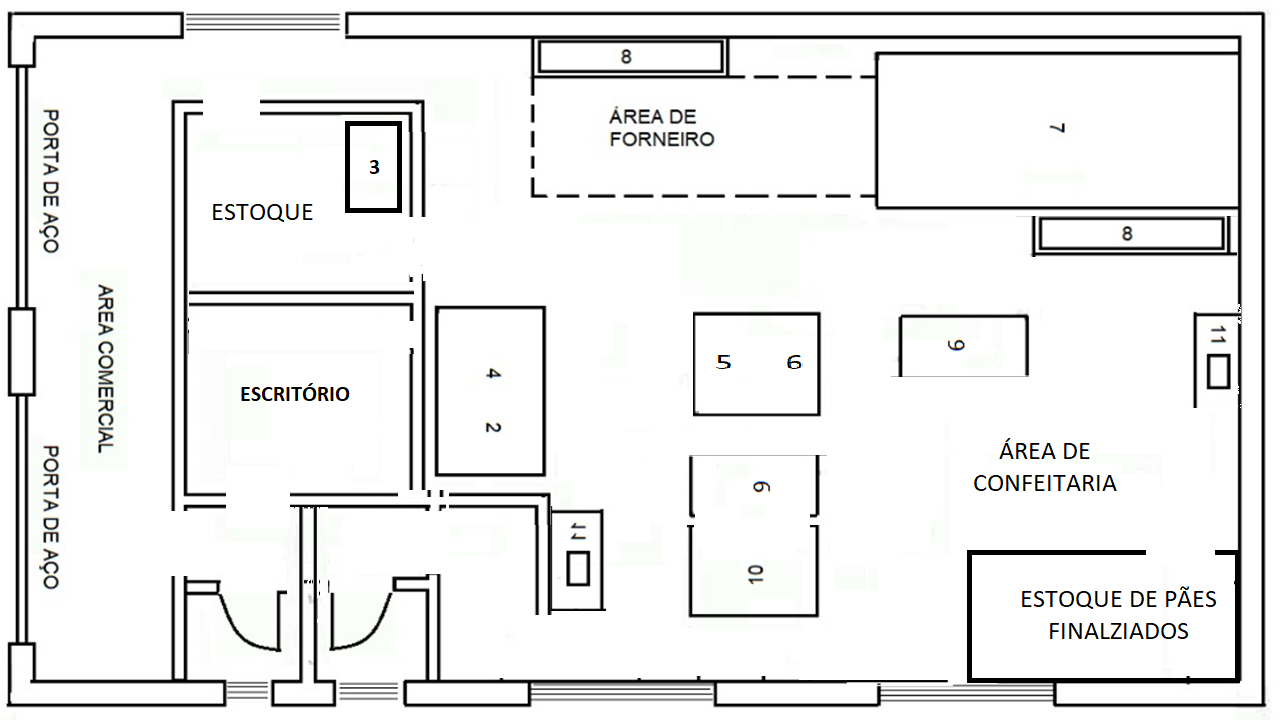 8
ÁREA DE
FORNEIRO
7
PORTA DE AÇO
3
ESTOQUE
8
AREA COMERCIAL
4
2
5 6
9
11
ESCRITÓRIO
ÁREA DE
CONFEITARIA
PORTA DE AÇO
9
11
10
ESTOQUE DE PÃES
FINALZIADOS